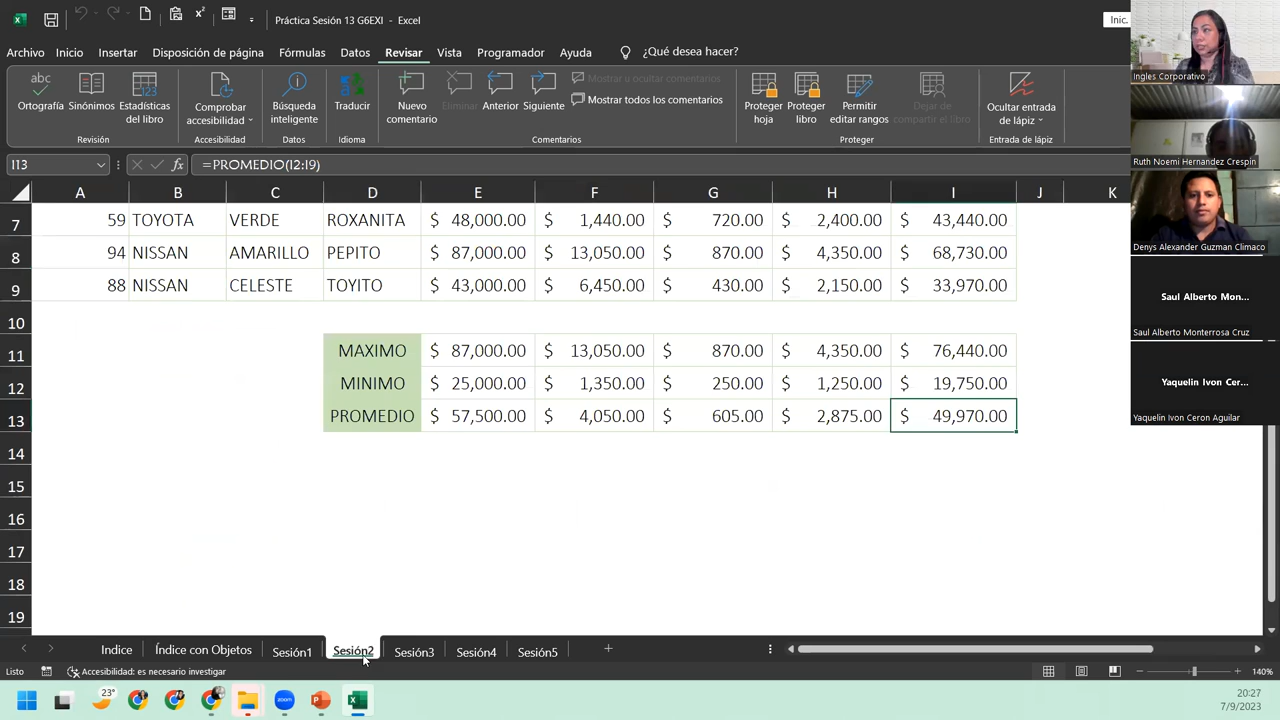 Práctica Sesión 13 G6EXI - Excel
Inic.
Archivo Inicio Insertar Disposición de página Fórmulas Datos Revisar Vista Programador Ayuda ¿Qué desea hacer?
Ortografía Sinónimos Estadísticas del libro
Revisión
Comprobar accesibilidad
Accesibilidad
Búsqueda inteligente
Datos
Traducir
Idioma
Nuevo comentario
Eliminar Anterior Siguiente
Mostrar u ocultar comentarios
Mostrar todos los comentarios
Comentarios
Proteger hoja
Proteger libro
Permitir editar rangos
Dejar de compartir el libro
Proteger
Ocultar entrada de lápiz
Entrada de lápiz
I13 fx =PROMEDIO(I2:I9)
A B C D E F G H I J K
7 59 TOYOTA VERDE ROXANITA $ 48,000.00 $ 1,440.00 $ 720.00 $ 2,400.00 $ 43,440.00
8 94 NISSAN AMARILLO PEPITO $ 87,000.00 $ 13,050.00 $ 870.00 $ 4,350.00 $ 68,730.00
9 88 NISSAN CELESTE TOYITO $ 43,000.00 $ 6,450.00 $ 430.00 $ 2,150.00 $ 33,970.00
10
11 MAXIMO $ 87,000.00 $ 13,050.00 $ 870.00 $ 4,350.00 $ 76,440.00
12 MINIMO $ 25,000.00 $ 1,350.00 $ 250.00 $ 1,250.00 $ 19,750.00
13 PROMEDIO $ 57,500.00 $ 4,050.00 $ 605.00 $ 2,875.00 $ 49,970.00
14
15
16
17
18
19
Indice Índice con Objetos Sesión1 Sesión2 Sesión3 Sesión4 Sesión5
Listo Accesibilidad: es necesario investigar 140%
23°
zoom
20:27
7/9/2023
Ingles Corporativo
Ruth Noemi Hernandez Crespín
Denys Alexander Guzman Climaco
Saul Alberto Mon...
Saul Alberto Monterrosa Cruz
Yaquelin Ivon Cer...
Yaquelin Ivon Ceron Aguilar